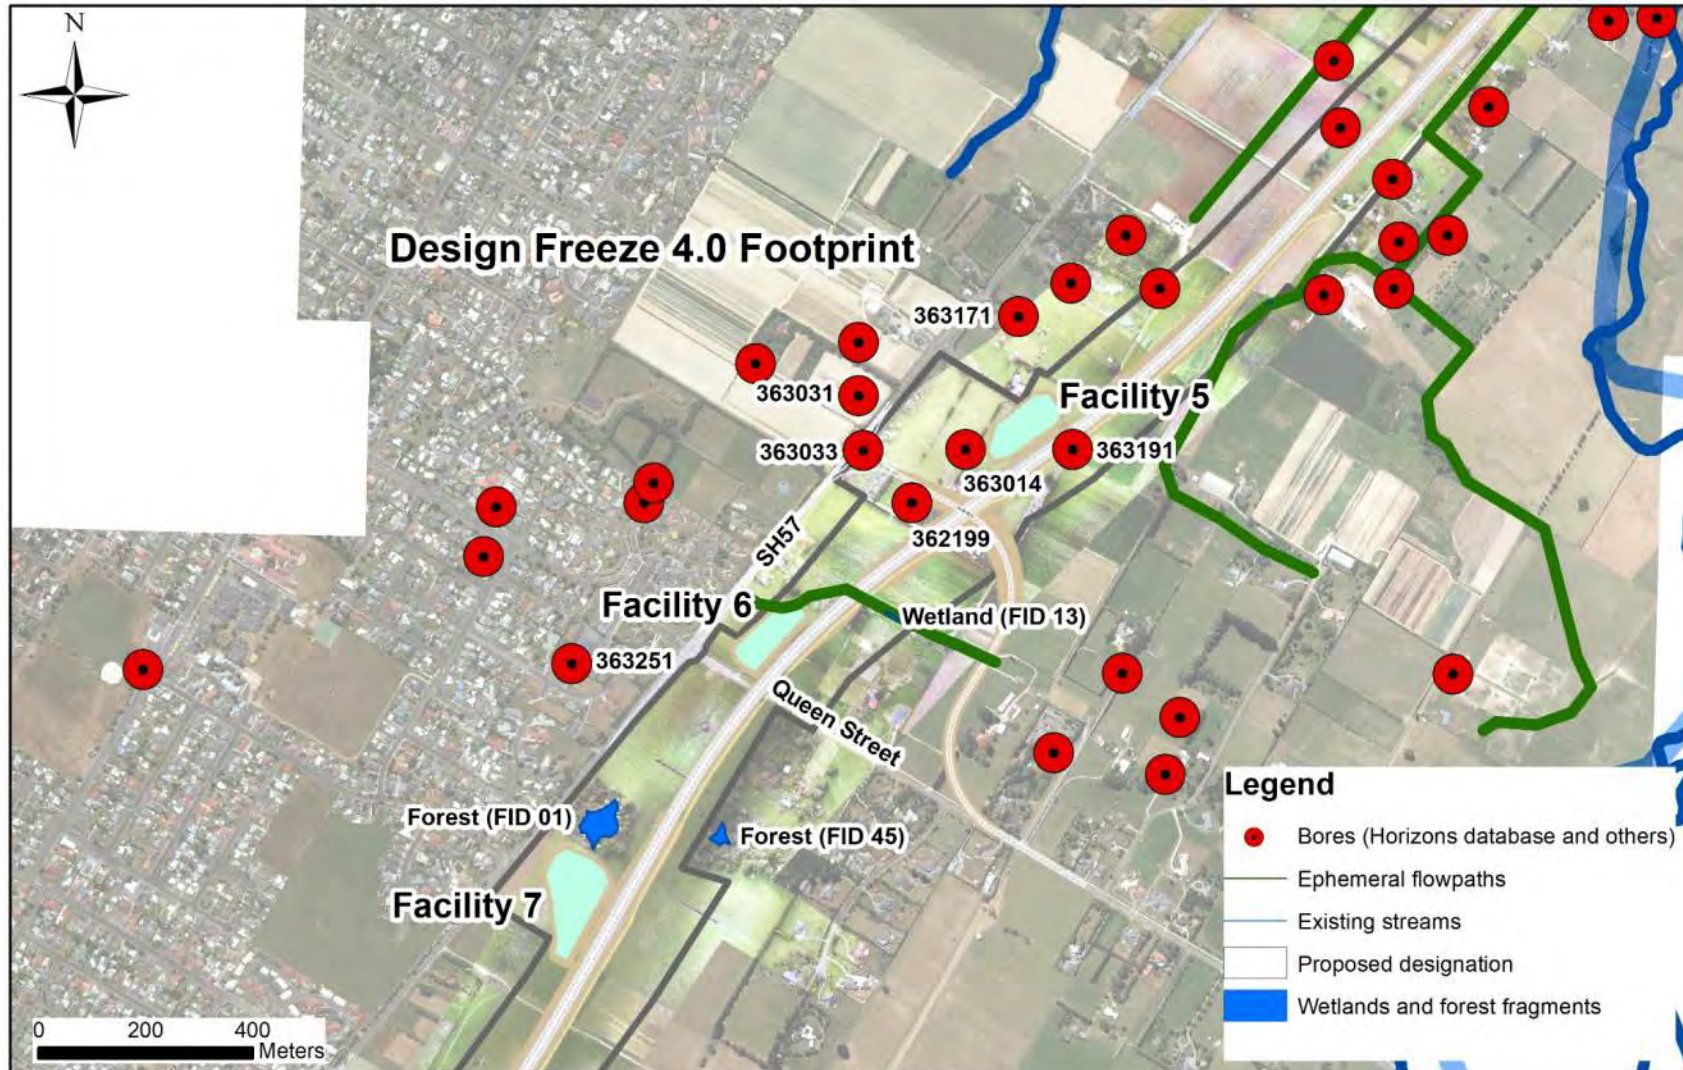 N
Design Freeze 4.0 Footprint
363171
363031
Facility 5
363033
363191
363014
362199
SH57
Facility 6
Wetland (FID 13)
363251
Queen Street
Forest (FID 01)
Forest (FID 45)
Facility 7
Legend
Bores (Horizons database and others)
Ephemeral flowpaths
Existing streams
Proposed designation
Wetlands and forest fragments
0 200 400
Meters